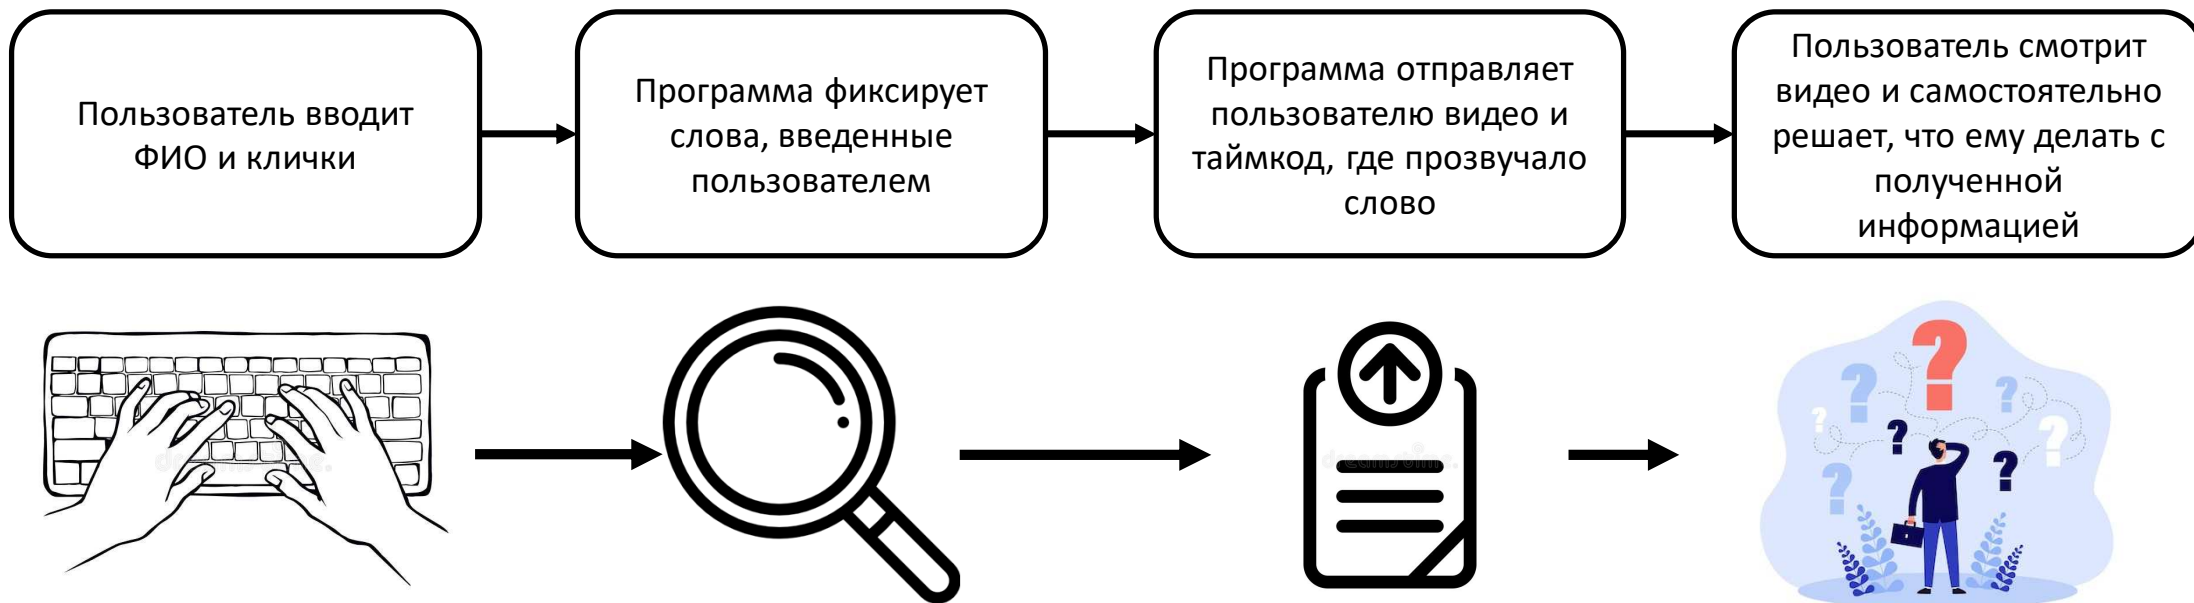 Пользователь вводит
ФИО и клички
Программа фиксирует
слова, введенные
пользователем
Программа отправляет
пользователю видео и
таймкод, где прозвучало
слово
Пользователь смотрит
видео и самостоятельно
решает, что ему делать с
полученной
информацией
dreamstime.